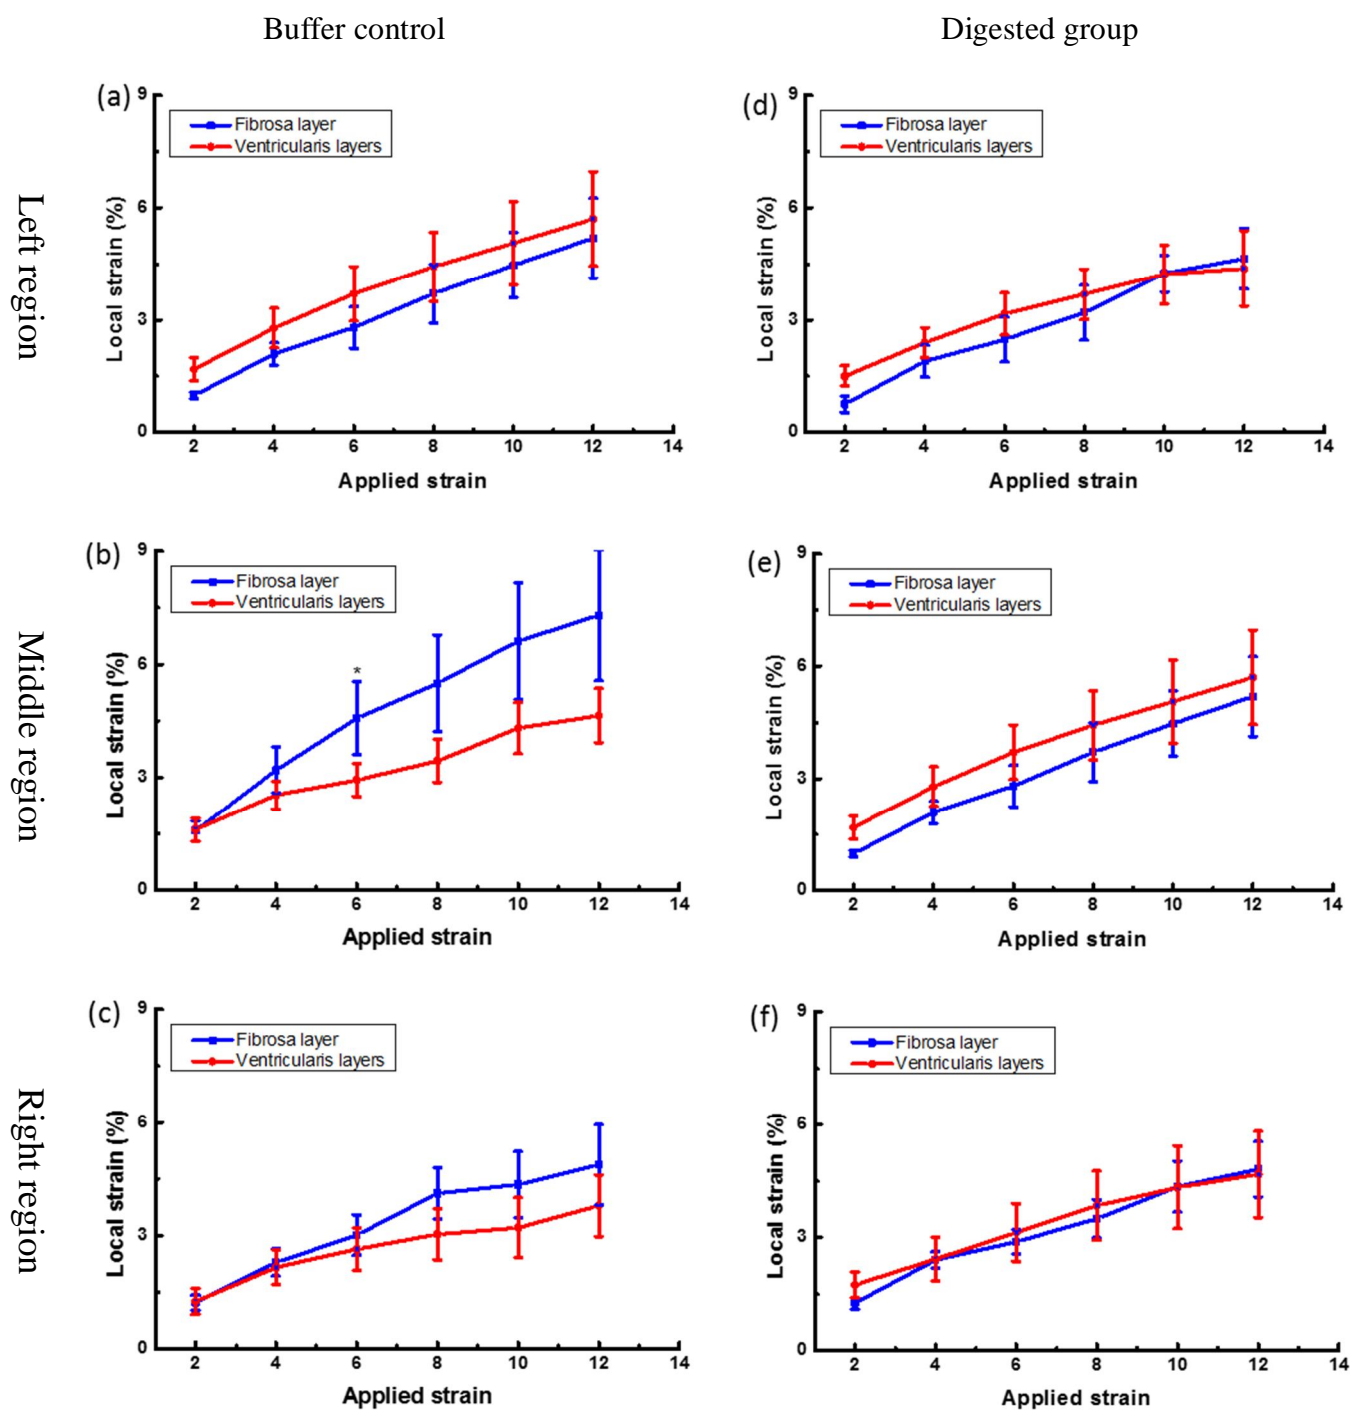 Buffer control
Digested group
Left region
(a)
9
6
3
0
Local strain (%)
Fibrosa layer
Ventricularis layers
2 4 6 8 10 12 14
Applied strain
(d)
9
6
3
0
Local strain (%)
Fibrosa layer
Ventricularis layers
2 4 6 8 10 12 14
Applied strain
Middle region
(b)
9
6
3
0
Local strain (%)
Fibrosa layer
Ventricularis layers
*
2 4 6 8 10 12 14
Applied strain
(e)
9
6
3
0
Local strain (%)
Fibrosa layer
Ventricularis layers
2 4 6 8 10 12 14
Applied strain
Right region
(c)
9
6
3
0
Local strain (%)
Fibrosa layer
Ventricularis layers
2 4 6 8 10 12 14
Applied strain
(f)
9
6
3
0
Local strain (%)
Fibrosa layer
Ventricularis layers
2 4 6 8 10 12 14
Applied strain